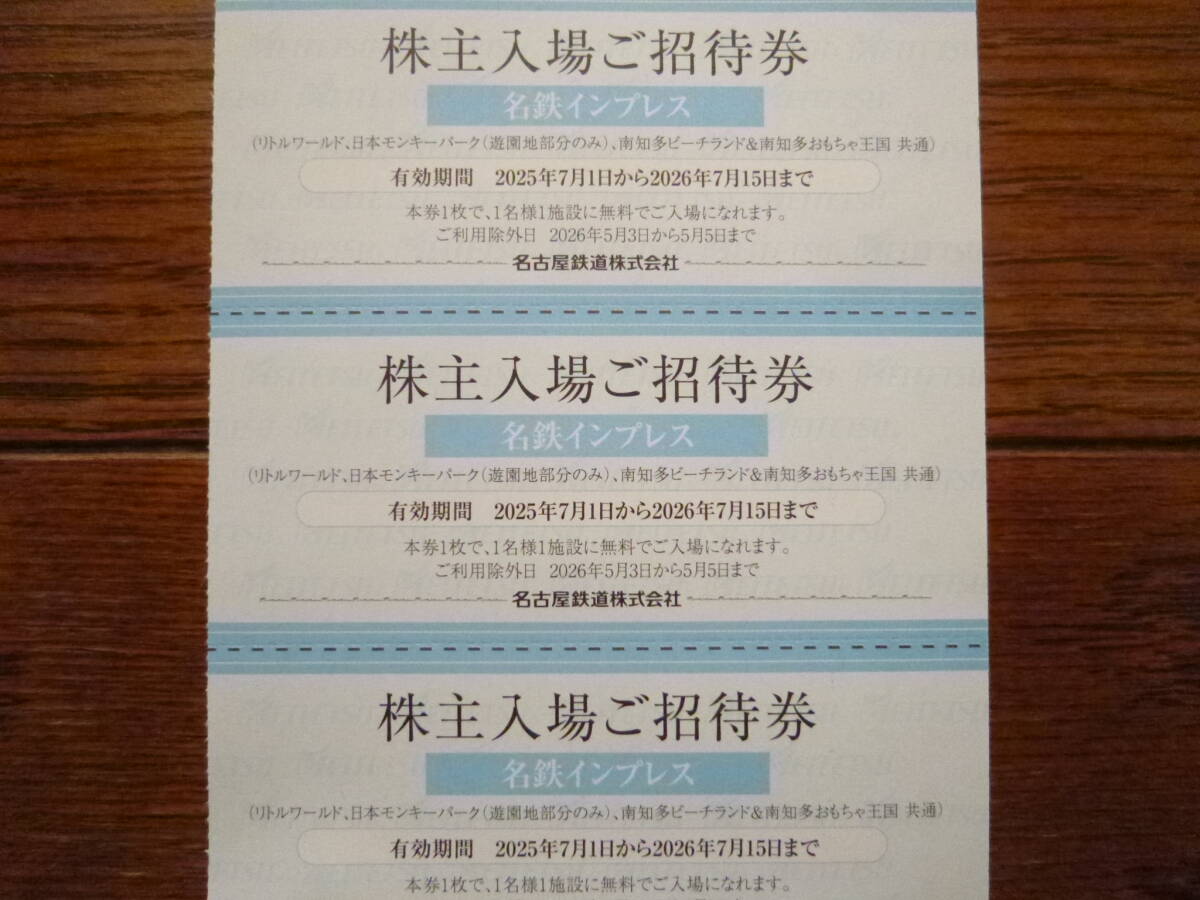 株主入場ご招待券
名鉄インプレス
(リトルワールド、日本モンキーパーク(遊園地部分のみ)、南知多ビーチランド&南知多おもちゃ王国 共通)
有効期間 2025年7月1日から2026年7月15日まで
本券1枚で、1名様1施設に無料でご入場になれます。
ご利用除外日 2026年5月3日から5月5日まで
名古屋鉄道株式会社
株主入場ご招待券
名鉄インプレス
(リトルワールド、日本モンキーパーク(遊園地部分のみ)、南知多ビーチランド&南知多おもちゃ王国 共通)
有効期間 2025年7月1日から2026年7月15日まで
本券1枚で、1名様1施設に無料でご入場になれます。
ご利用除外日 2026年5月3日から5月5日まで
名古屋鉄道株式会社
株主入場ご招待券
名鉄インプレス
(リトルワールド、日本モンキーパーク(遊園地部分のみ)、南知多ビーチランド&南知多おもちゃ王国 共通)
有効期間 2025年7月1日から2026年7月15日まで
本券1枚で、1名様1施設に無料でご入場になれます。